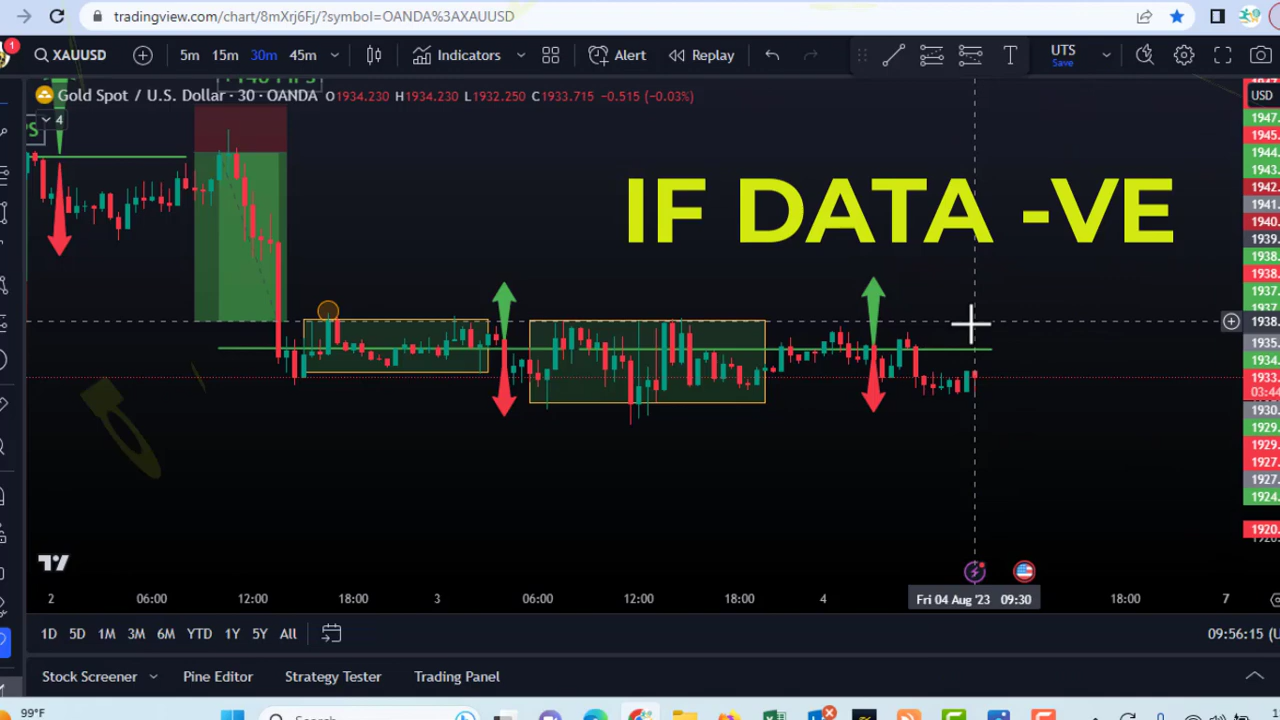 tradingview.com/chart/8mXrj6Fj/?symbol=OANDA%3AXAUUSD
1
XAUUSD 5m 15m 30m 45m Indicators Alert Replay UTS
Save
Gold Spot / U.S. Dollar · 30 · OANDA O1934.230 H1934.230 L1932.250 C1933.715 -0.515 (-0.03%)
USD
4
IF DATA -VE
1947.
1945.
1944.
1943.
1942.
1941.
1940.
1939.
1938.
1938.
1937.
1938.
1935.
1934.
1933.
03:44
1930.
1929.
1929.
1927.
1927.
1924.
1920.
2 06:00 12:00 18:00 3 06:00 12:00 18:00 4 Fri 04 Aug '23 09:30 18:00 7
1D 5D 1M 3M 6M YTD 1Y 5Y All 09:56:15 (U
Stock Screener Pine Editor Strategy Tester Trading Panel
99°F Search